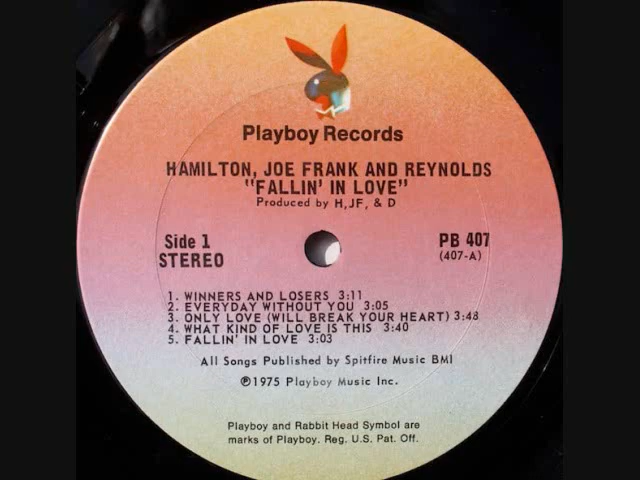 Playboy Records
HAMILTON, JOE FRANK AND REYNOLDS
"FALLIN' IN LOVE"
Produced by H,JF, & D
Side 1 PB 407
STEREO (407-A)
1. WINNERS AND LOSERS 3:11
2. EVERYDAY WITHOUT YOU 3:05
3. ONLY LOVE (WILL BREAK YOUR HEART) 3:48
4. WHAT KIND OF LOVE IS THIS 3:40
5. FALLIN' IN LOVE 3:03
All Songs Published by Spitfire Music BMI
℗1975 Playboy Music Inc.
Playboy and Rabbit Head Symbol are
marks of Playboy. Reg. U.S. Pat. Off.